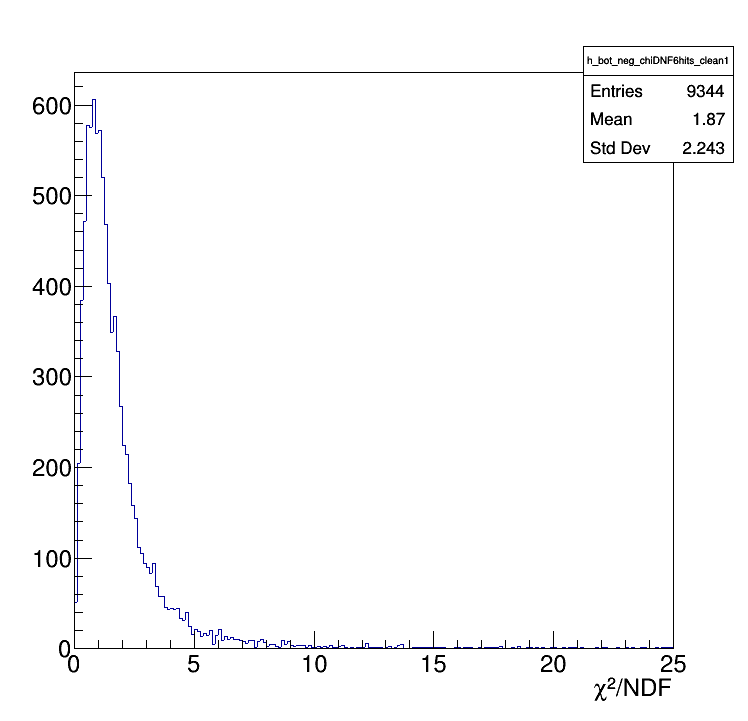 h_bot_neg_chiDNF6hits_clean1
Entries 9344
Mean 1.87
Std Dev 2.243
600
500
400
300
200
100
0
0 5 10 15 20 25
χ²/NDF